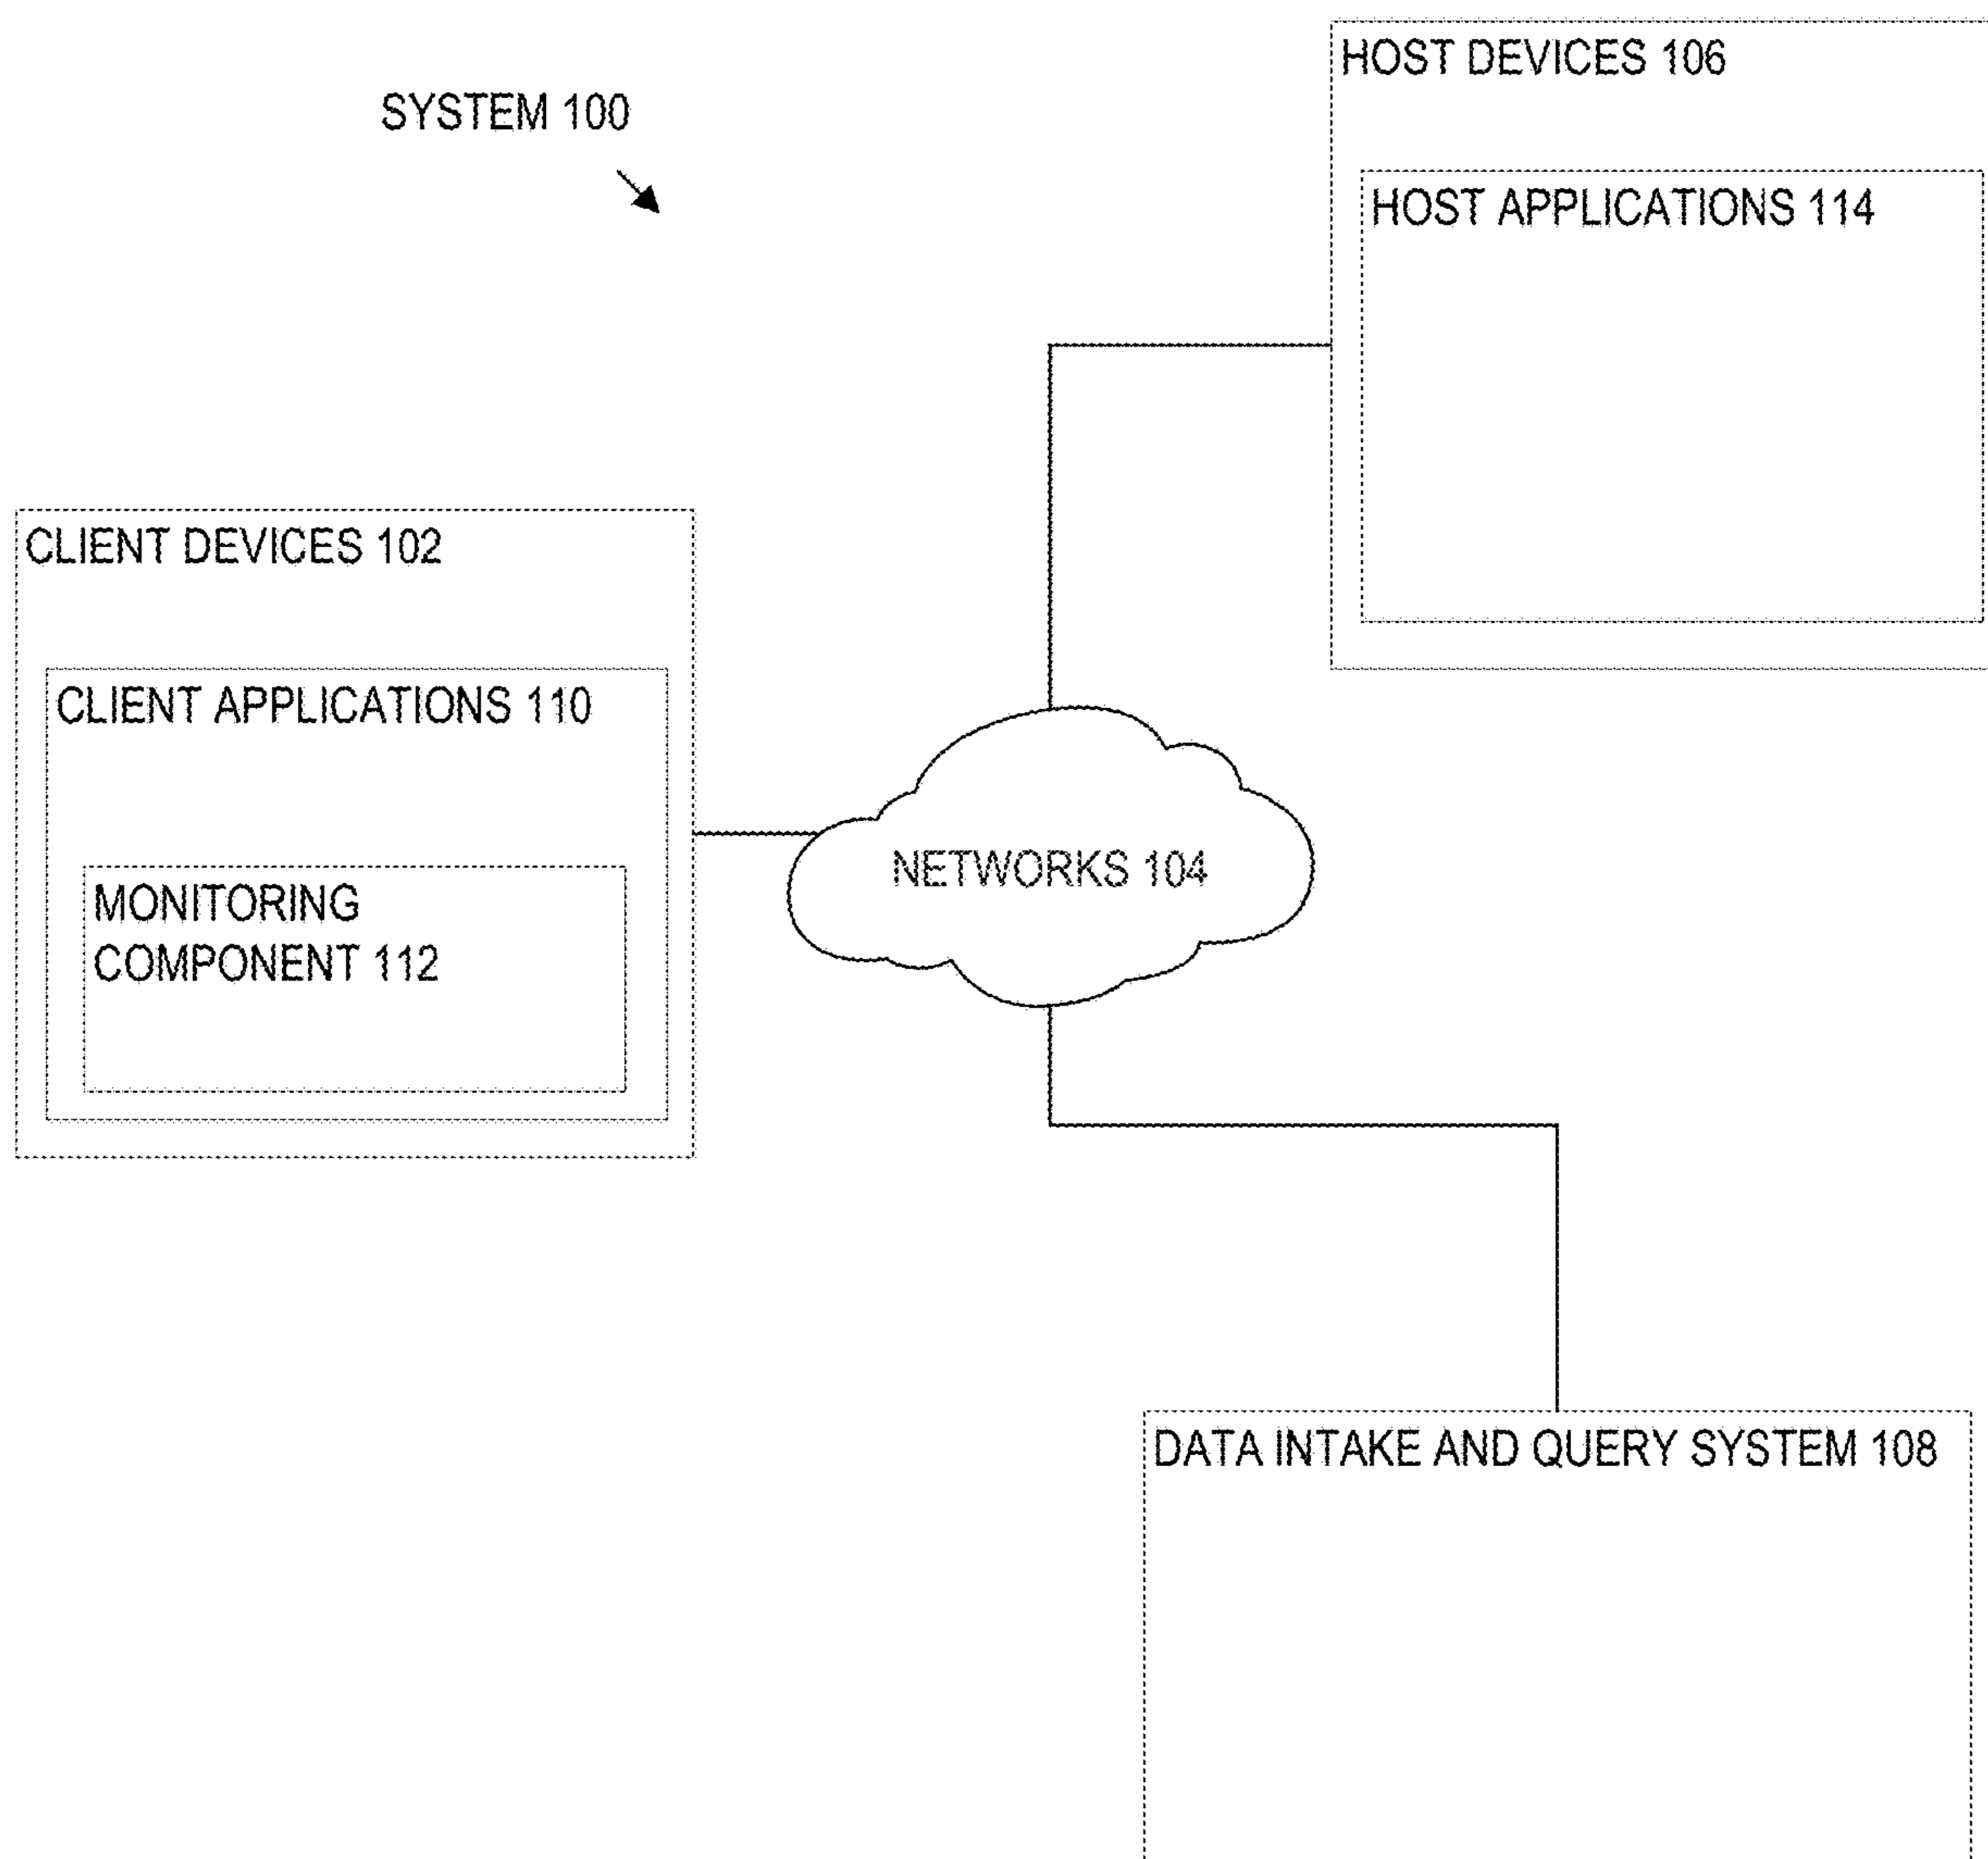 SYSTEM 100
HOST DEVICES 106
HOST APPLICATIONS 114
CLIENT DEVICES 102
CLIENT APPLICATIONS 110
MONITORING
COMPONENT 112
NETWORKS 104
DATA INTAKE AND QUERY SYSTEM 108